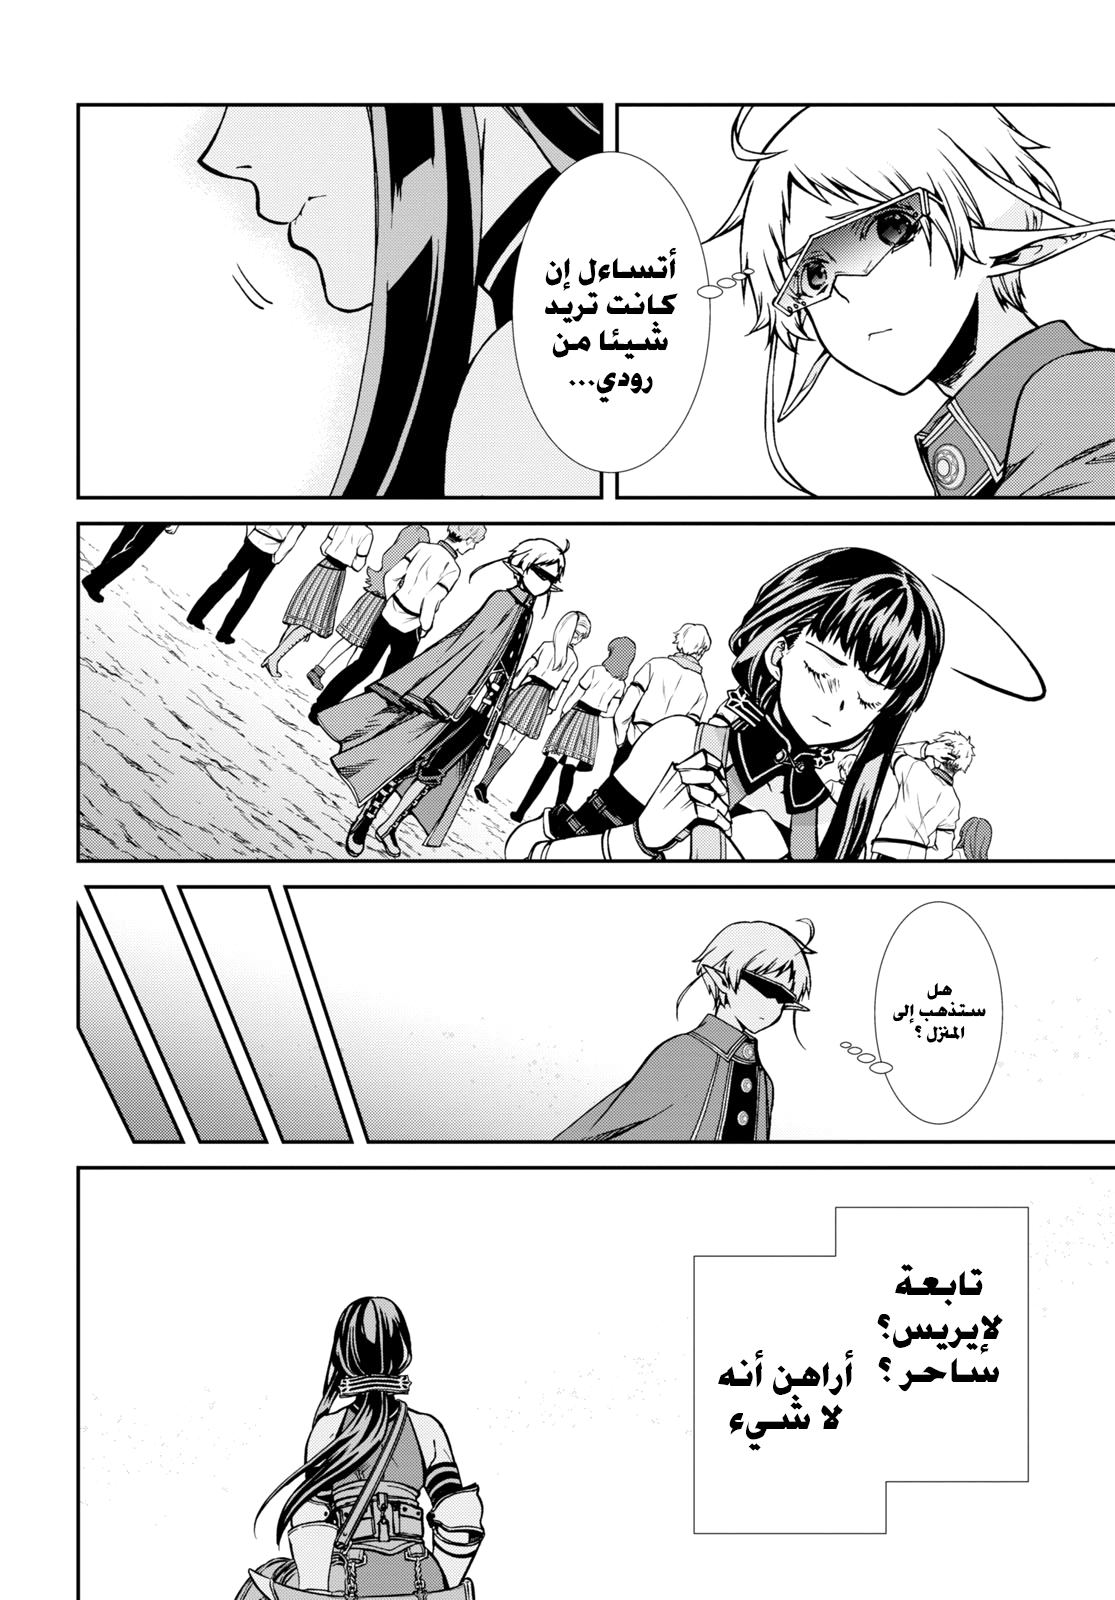 أتساءل إن
كانت تريد
شيئا من
رودي...
هل
ستذهب إلى
المنزل ؟
تابعة
لإيريس؟
ساحر ؟
أراهن أنه
لا شيء